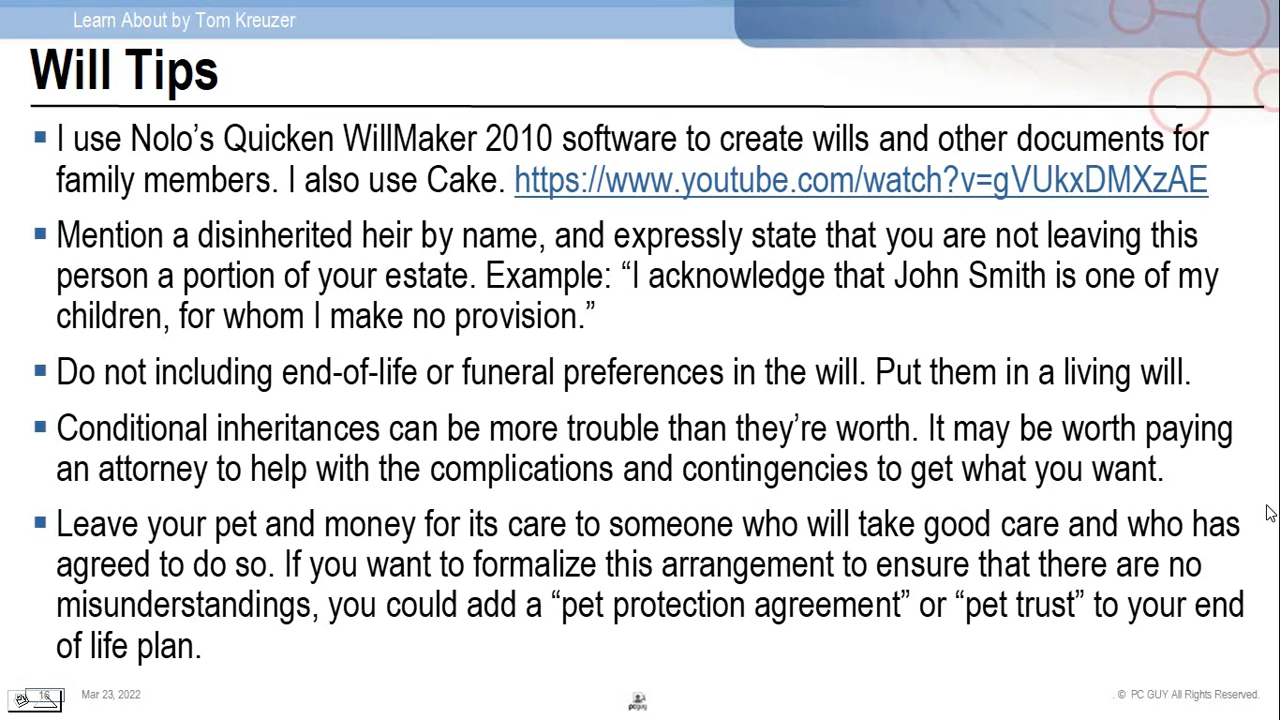 Learn About by Tom Kreuzer
Will Tips
I use Nolo’s Quicken WillMaker 2010 software to create wills and other documents for
family members. I also use Cake. https://www.youtube.com/watch?v=gVUkxDMXzAE
Mention a disinherited heir by name, and expressly state that you are not leaving this
person a portion of your estate. Example: “I acknowledge that John Smith is one of my
children, for whom I make no provision.”
Do not including end-of-life or funeral preferences in the will. Put them in a living will.
Conditional inheritances can be more trouble than they’re worth. It may be worth paying
an attorney to help with the complications and contingencies to get what you want.
Leave your pet and money for its care to someone who will take good care and who has
agreed to do so. If you want to formalize this arrangement to ensure that there are no
misunderstandings, you could add a “pet protection agreement” or “pet trust” to your end
of life plan.
Mar 23, 2022
pcguy
. © PC GUY All Rights Reserved.